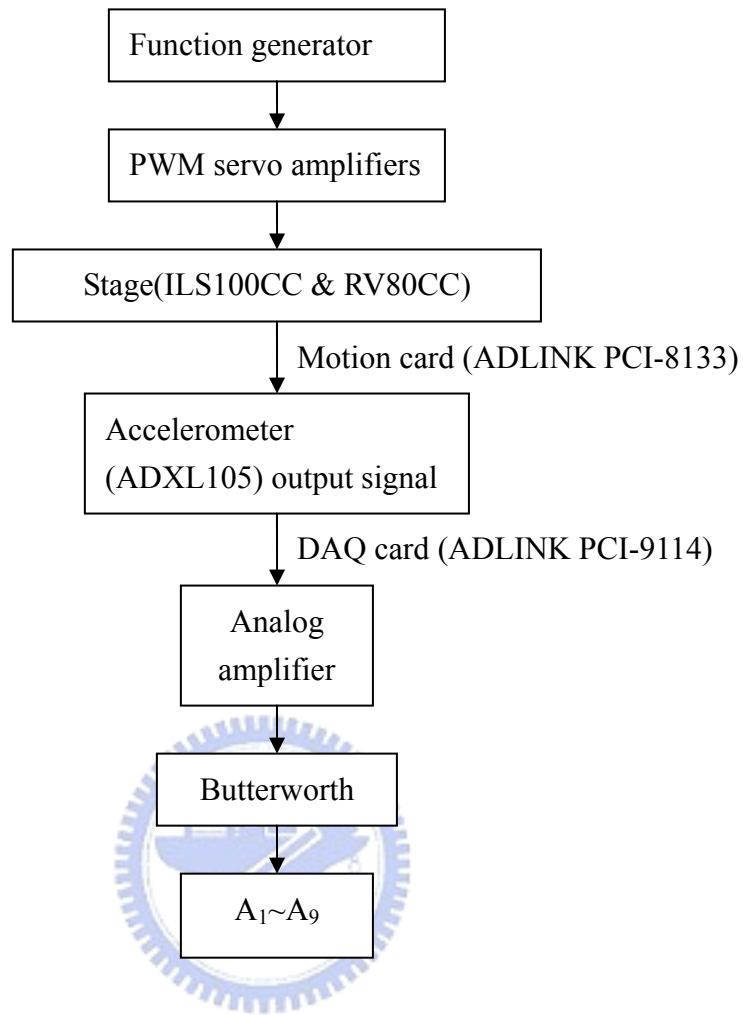 Function generator
PWM servo amplifiers
Stage(ILS100CC & RV80CC)
Motion card (ADLINK PCI-8133)
Accelerometer
(ADXL105) output signal
DAQ card (ADLINK PCI-9114)
Analog
amplifier
Butterworth
A₁~A₉